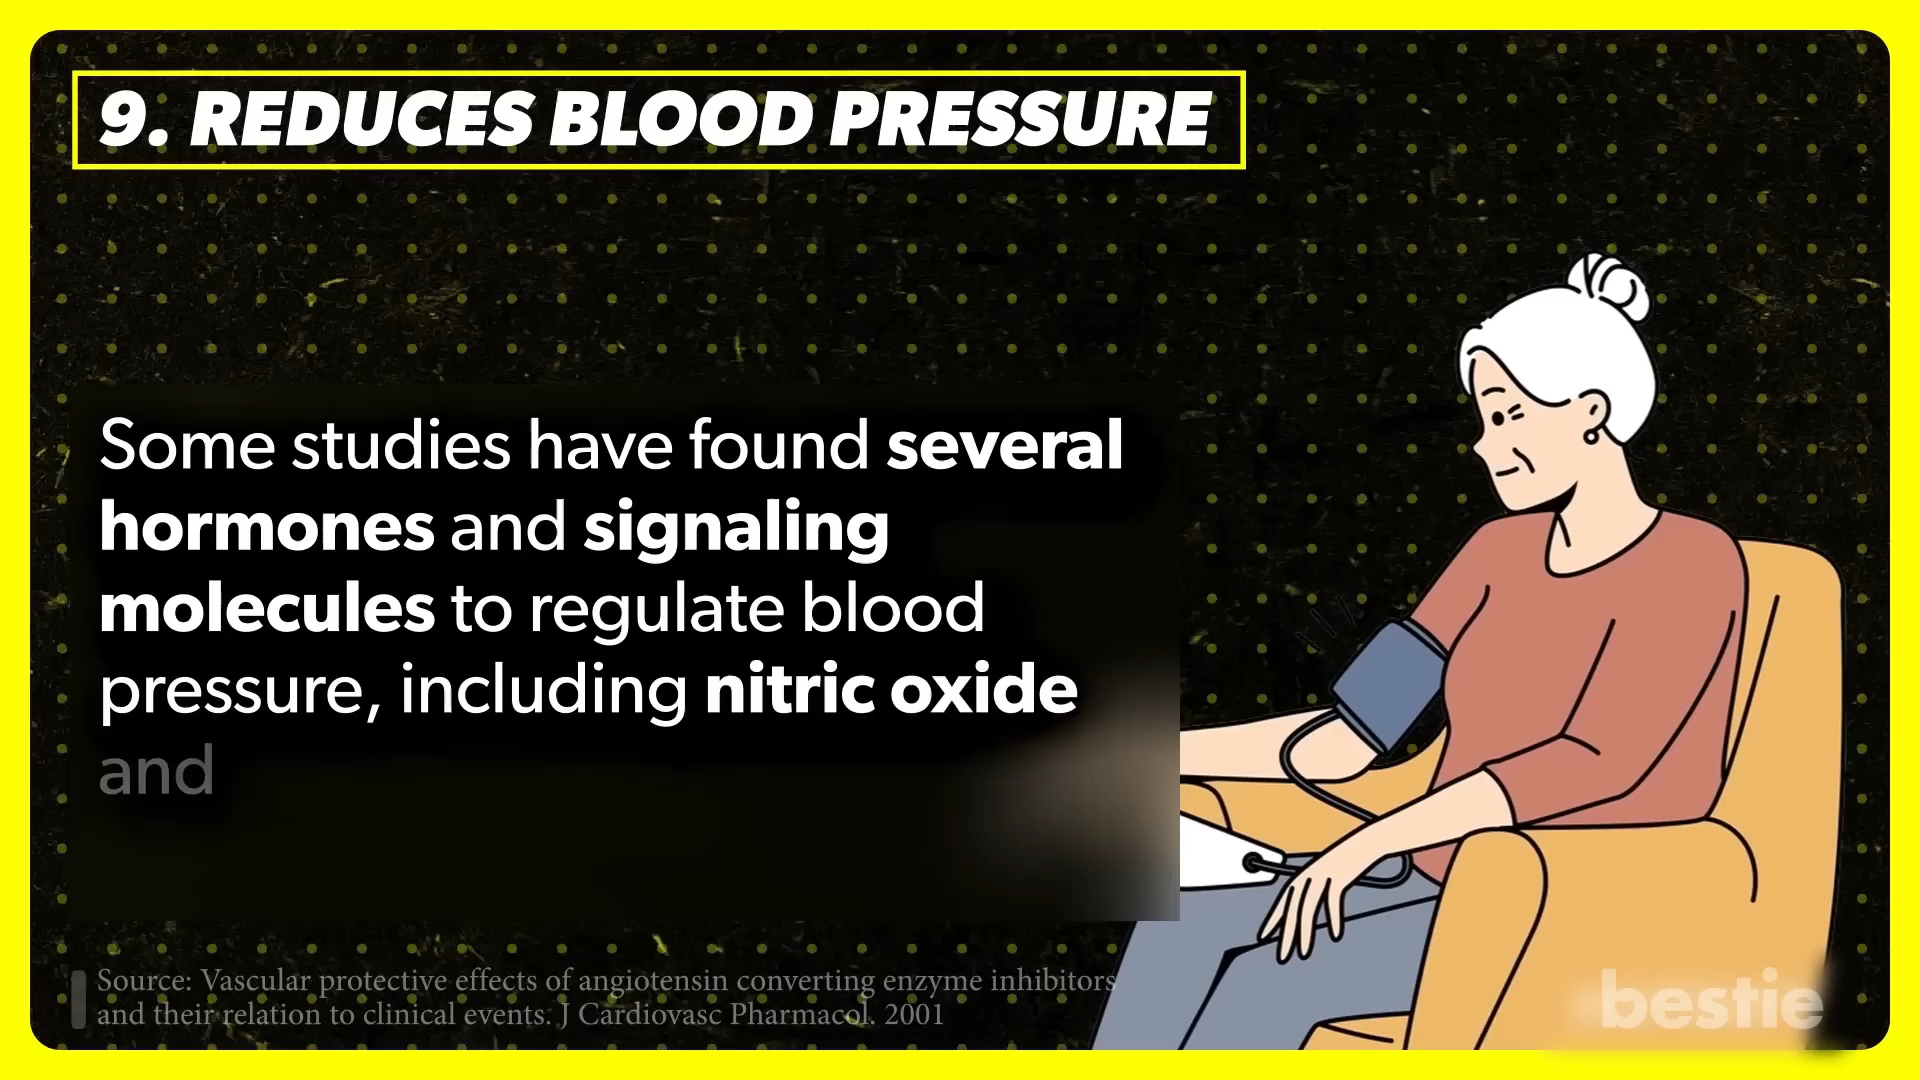 9. REDUCES BLOOD PRESSURE
Some studies have found several
hormones and signaling
molecules to regulate blood
pressure, including nitric oxide
and
Source: Vascular protective effects of angiotensin converting enzyme inhibitors
and their relation to clinical events. J Cardiovasc Pharmacol. 2001
bestie